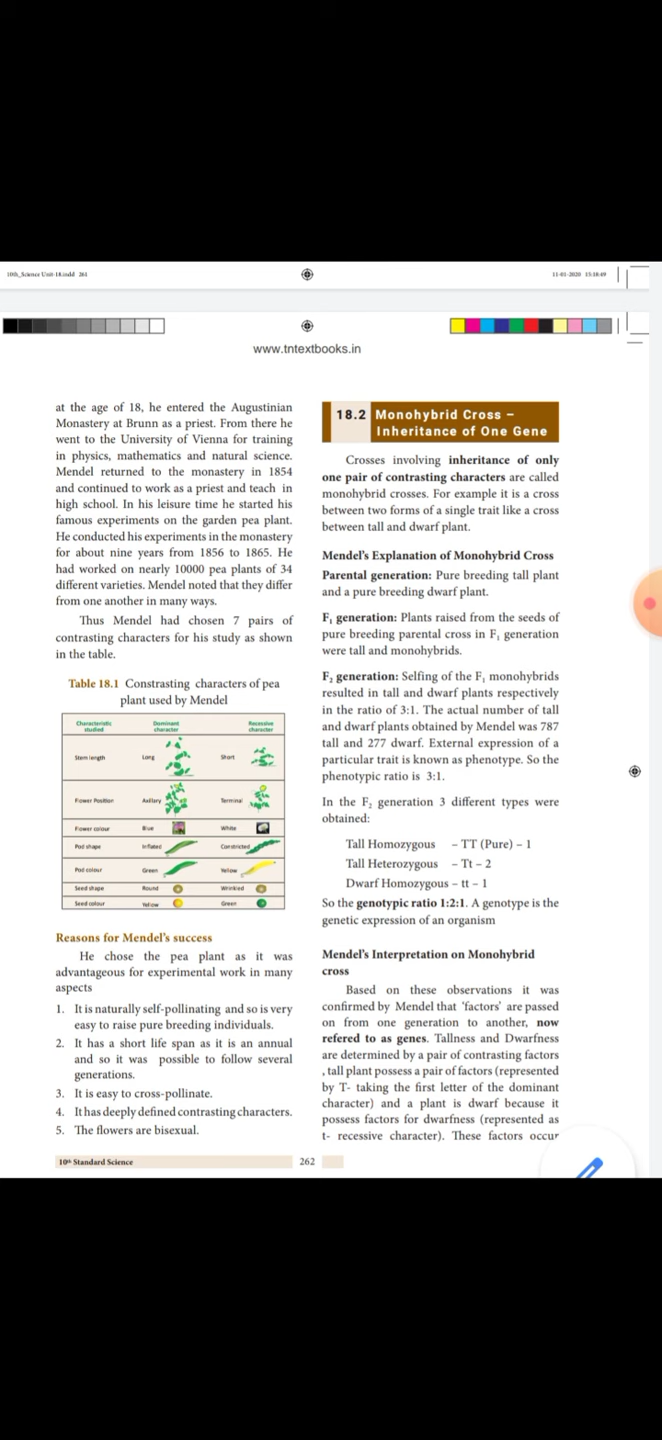 10th_Science Unit-18.indd 261
11-01-2020 15:18:49
www.tntextbooks.in
at the age of 18, he entered the Augustinian
Monastery at Brunn as a priest. From there he
went to the University of Vienna for training
in physics, mathematics and natural science.
Mendel returned to the monastery in 1854
and continued to work as a priest and teach in
high school. In his leisure time he started his
famous experiments on the garden pea plant.
He conducted his experiments in the monastery
for about nine years from 1856 to 1865. He
had worked on nearly 10000 pea plants of 34
different varieties. Mendel noted that they differ
from one another in many ways.
Thus Mendel had chosen 7 pairs of
contrasting characters for his study as shown
in the table.
Table 18.1 Constrasting characters of pea
plant used by Mendel
Characteristic studied Dominant character Recessive character
Stem length Long Short
Flower Position Axillary Terminal
Flower colour Blue White
Pod shape Inflated Constricted
Pod colour Green Yellow
Seed shape Round Wrinkled
Seed colour Yellow Green
Reasons for Mendel's success
He chose the pea plant as it was
advantageous for experimental work in many
aspects
1. It is naturally self-pollinating and so is very
easy to raise pure breeding individuals.
2. It has a short life span as it is an annual
and so it was possible to follow several
generations.
3. It is easy to cross-pollinate.
4. It has deeply defined contrasting characters.
5. The flowers are bisexual.
18.2 Monohybrid Cross –
Inheritance of One Gene
Crosses involving inheritance of only
one pair of contrasting characters are called
monohybrid crosses. For example it is a cross
between two forms of a single trait like a cross
between tall and dwarf plant.
Mendel's Explanation of Monohybrid Cross
Parental generation: Pure breeding tall plant
and a pure breeding dwarf plant.
F₁ generation: Plants raised from the seeds of
pure breeding parental cross in F₁ generation
were tall and monohybrids.
F₂ generation: Selfing of the F₁ monohybrids
resulted in tall and dwarf plants respectively
in the ratio of 3:1. The actual number of tall
and dwarf plants obtained by Mendel was 787
tall and 277 dwarf. External expression of a
particular trait is known as phenotype. So the
phenotypic ratio is 3:1.
In the F₂ generation 3 different types were
obtained:
Tall Homozygous – TT (Pure) – 1
Tall Heterozygous – Tt – 2
Dwarf Homozygous – tt – 1
So the genotypic ratio 1:2:1. A genotype is the
genetic expression of an organism
Mendel's Interpretation on Monohybrid
cross
Based on these observations it was
confirmed by Mendel that 'factors' are passed
on from one generation to another, now
refered to as genes. Tallness and Dwarfness
are determined by a pair of contrasting factors
, tall plant possess a pair of factors (represented
by T- taking the first letter of the dominant
character) and a plant is dwarf because it
possess factors for dwarfness (represented as
t- recessive character). These factors occur
10th Standard Science
262